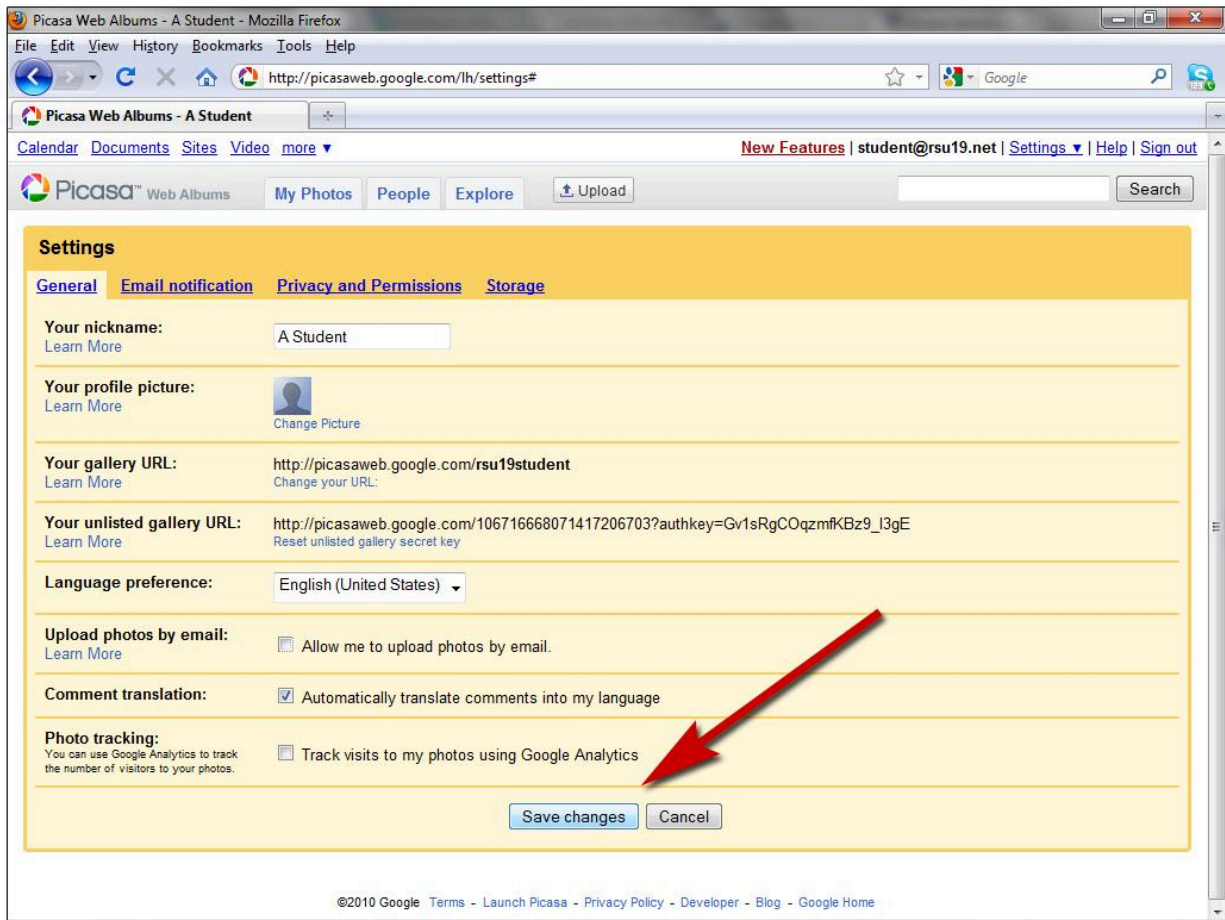 Picasa Web Albums - A Student - Mozilla Firefox
File Edit View History Bookmarks Tools Help
http://picasaweb.google.com/lh/settings#
Google
Picasa Web Albums - A Student
Calendar Documents Sites Video more ▼
New Features | student@rsu19.net | Settings ▼ | Help | Sign out
Picasa™ Web Albums
My Photos People Explore Upload Search
Settings
General Email notification Privacy and Permissions Storage
Your nickname:
Learn More
A Student
Your profile picture:
Learn More
Change Picture
Your gallery URL:
Learn More
http://picasaweb.google.com/rsu19student
Change your URL:
Your unlisted gallery URL:
Learn More
http://picasaweb.google.com/106716668071417206703?authkey=Gv1sRgCOqzmfKBz9_I3gE
Reset unlisted gallery secret key
Language preference:
English (United States)
Upload photos by email:
Learn More
Allow me to upload photos by email.
Comment translation:
Automatically translate comments into my language
Photo tracking:
You can use Google Analytics to track
the number of visitors to your photos.
Track visits to my photos using Google Analytics
Save changes Cancel
©2010 Google Terms - Launch Picasa - Privacy Policy - Developer - Blog - Google Home